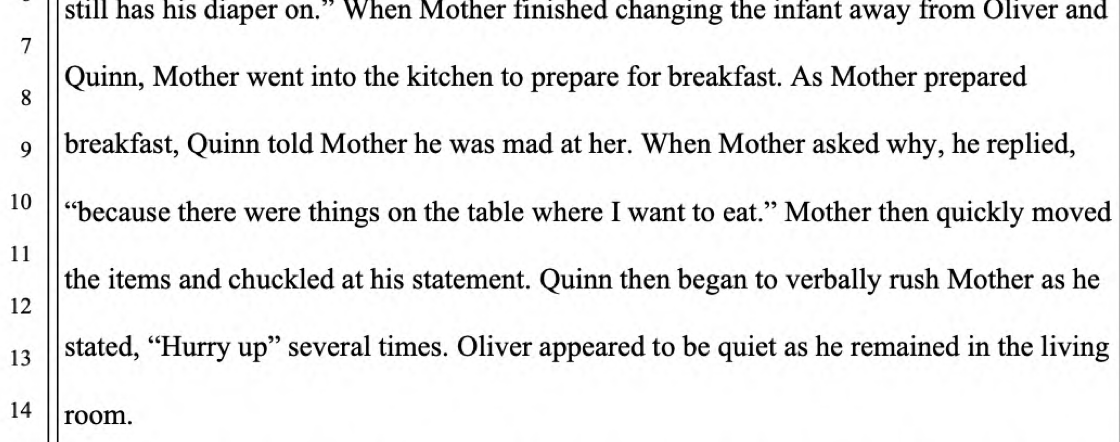 still has his diaper on.” When Mother finished changing the infant away from Oliver and
7
Quinn, Mother went into the kitchen to prepare for breakfast. As Mother prepared
8
breakfast, Quinn told Mother he was mad at her. When Mother asked why, he replied,
9
“because there were things on the table where I want to eat.” Mother then quickly moved
10
the items and chuckled at his statement. Quinn then began to verbally rush Mother as he
11
stated, “Hurry up” several times. Oliver appeared to be quiet as he remained in the living
12
13
room.
14